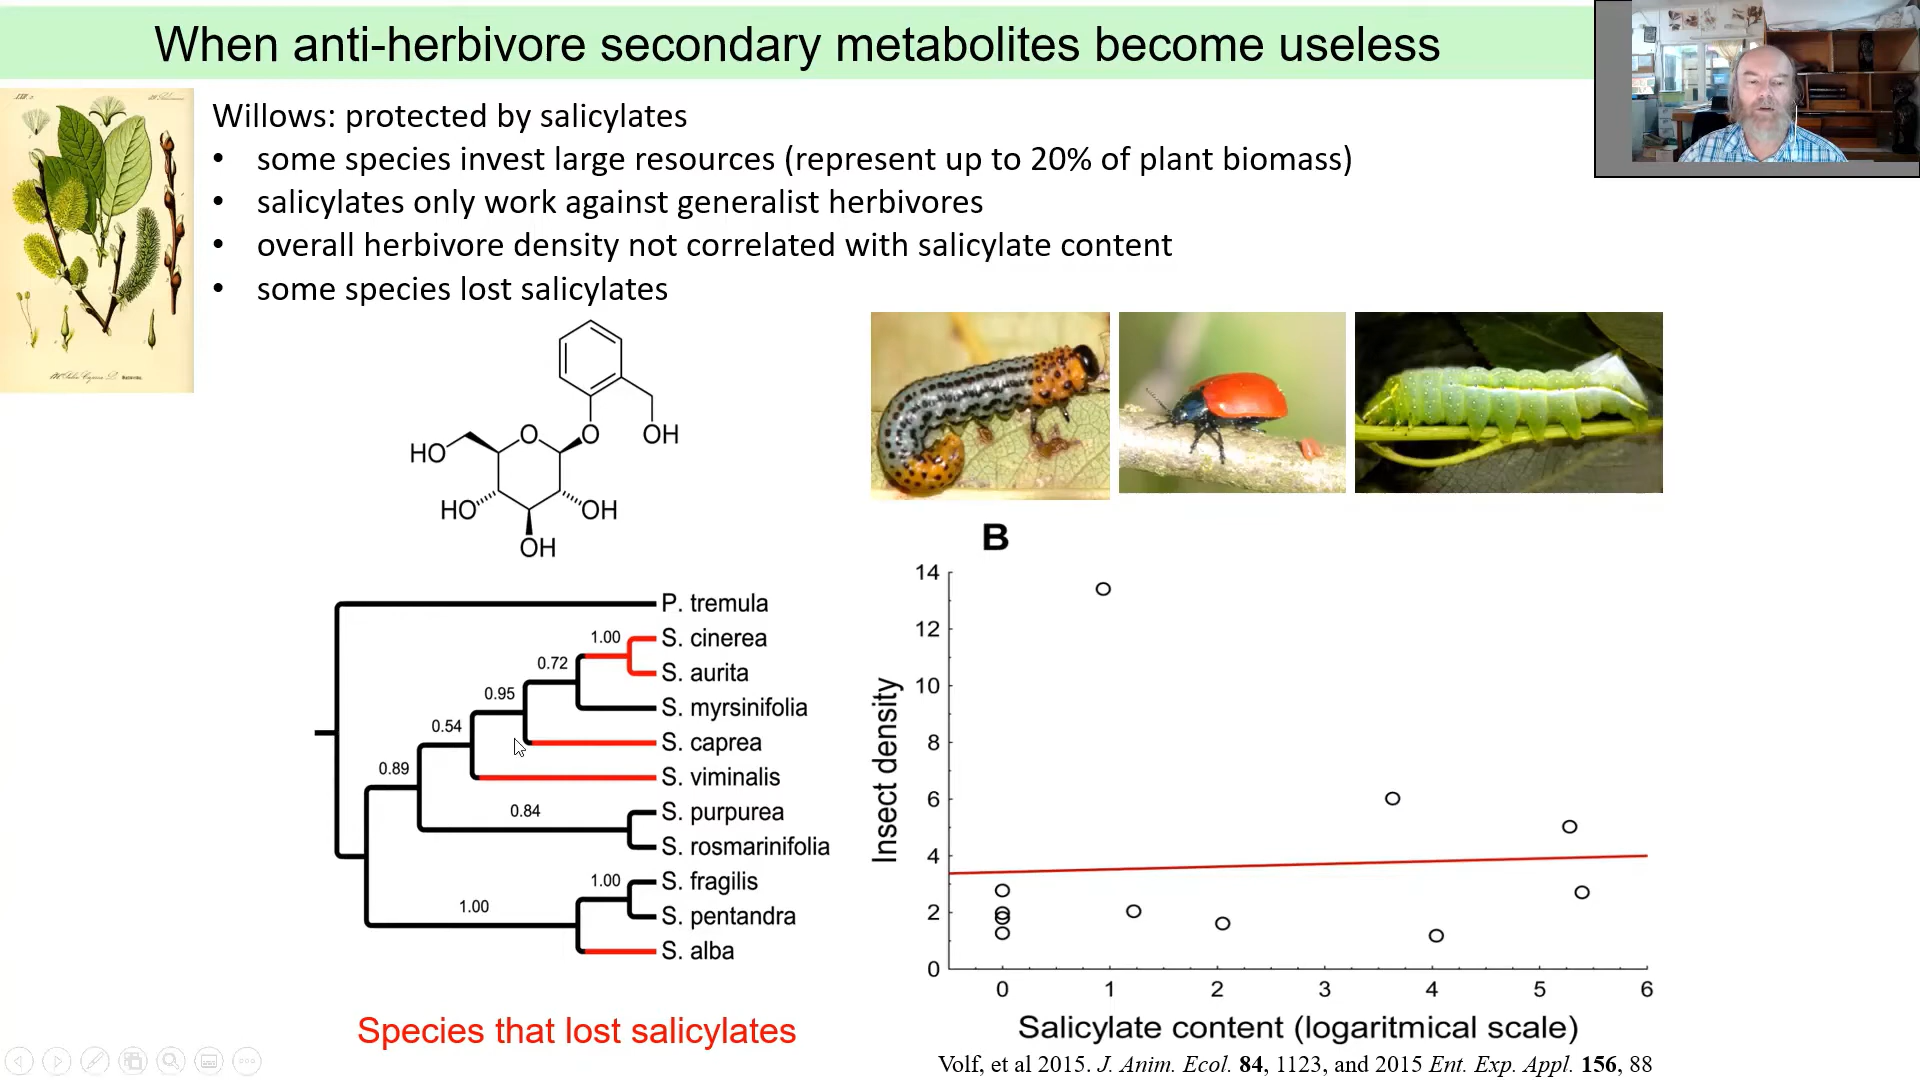 When anti-herbivore secondary metabolites become useless
Willows: protected by salicylates
• some species invest large resources (represent up to 20% of plant biomass)
• salicylates only work against generalist herbivores
• overall herbivore density not correlated with salicylate content
• some species lost salicylates
O
OH
HO
O
HO
OH
OH
P. tremula
S. cinerea
S. aurita
S. myrsinifolia
S. caprea
S. viminalis
S. purpurea
S. rosmarinifolia
S. fragilis
S. pentandra
S. alba
1.00
0.72
0.95
0.54
0.89
0.84
1.00
1.00
Species that lost salicylates
B
Insect density
14
12
10
8
6
4
2
0
0 1 2 3 4 5 6
Salicylate content (logaritmical scale)
Volf, et al 2015. J. Anim. Ecol. 84, 1123, and 2015 Ent. Exp. Appl. 156, 88